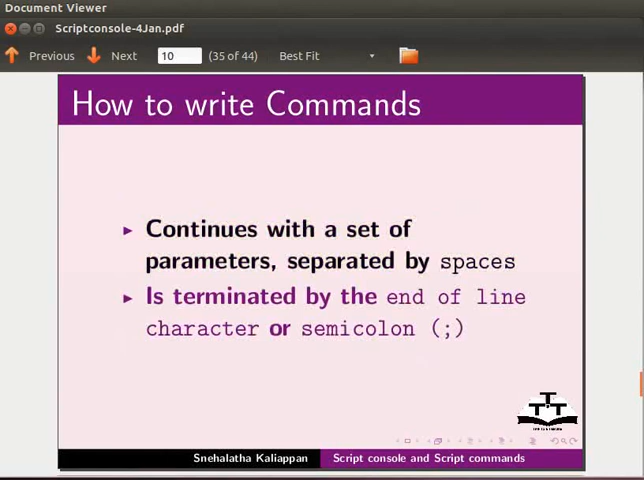 Document Viewer
Scriptconsole-4Jan.pdf
Previous Next 10 (35 of 44) Best Fit
How to write Commands
Continues with a set of
parameters, separated by spaces
Is terminated by the end of line
character or semicolon (;)
Snehalatha Kaliappan Script console and Script commands